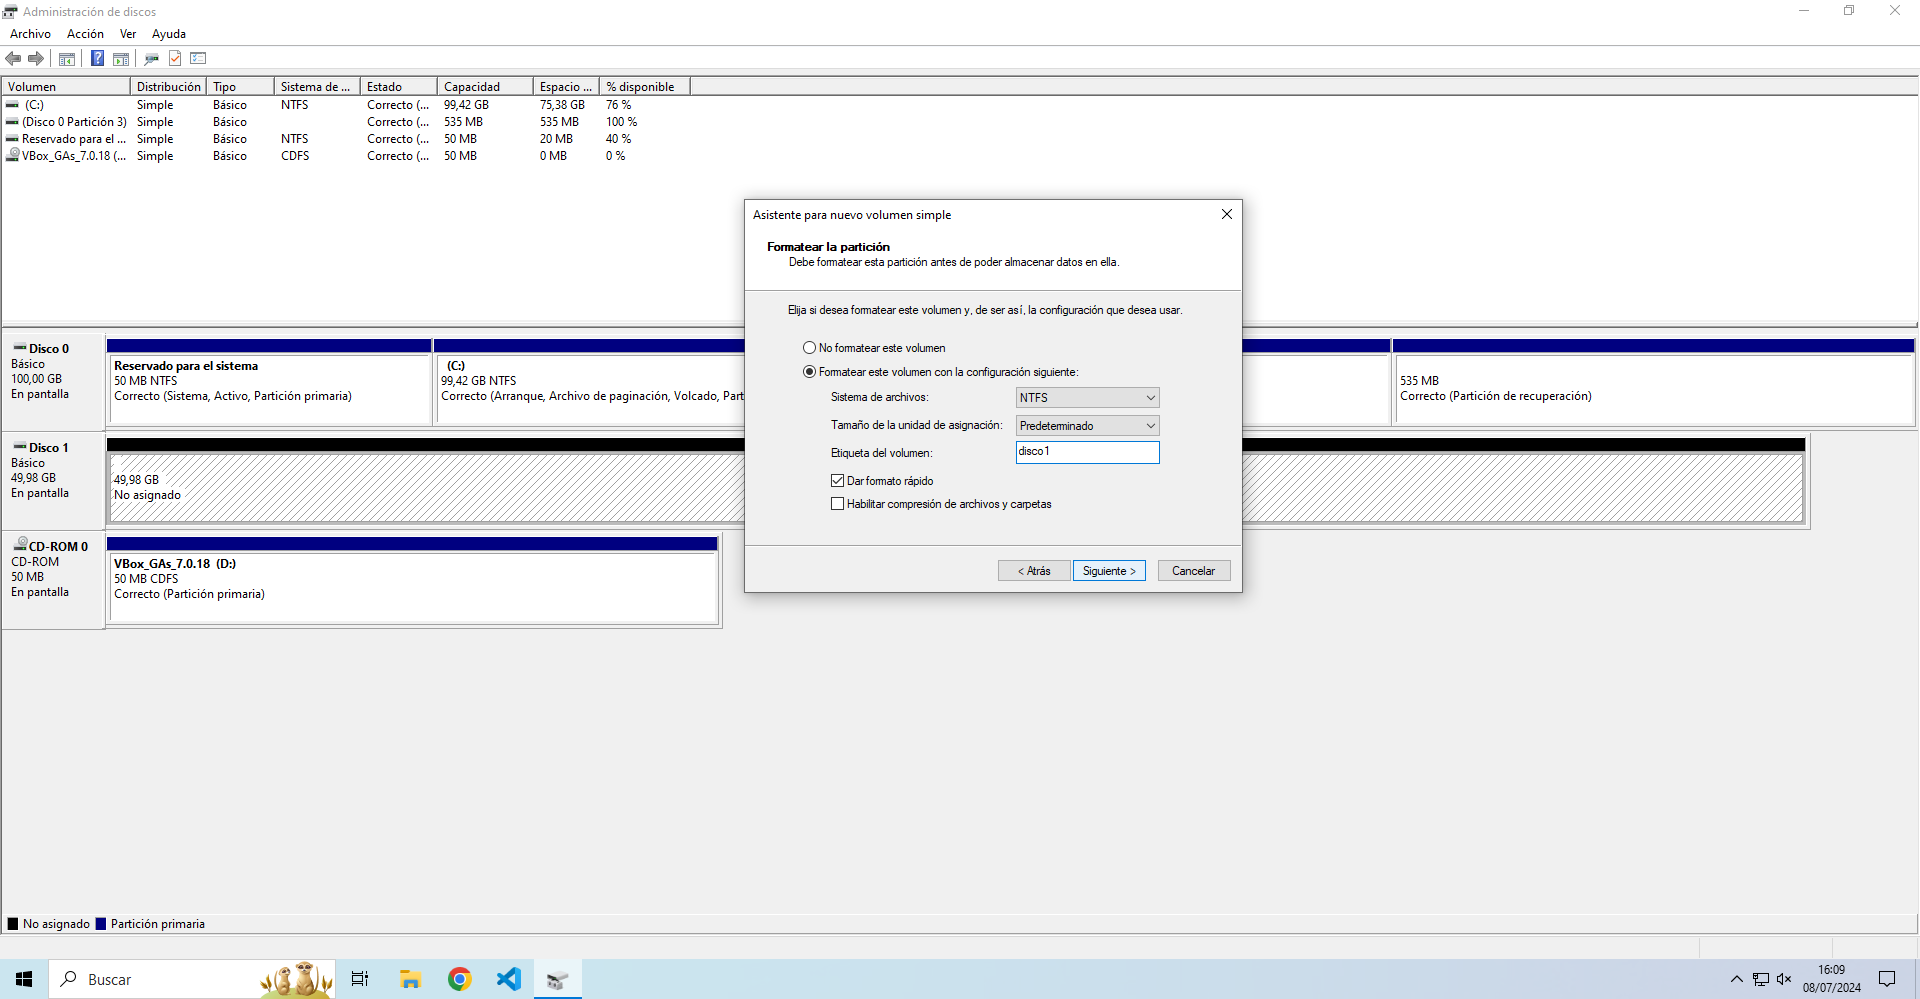 Administración de discos
Archivo Acción Ver Ayuda
Volumen Distribución Tipo Sistema de ... Estado Capacidad Espacio ... % disponible
(C:) Simple Básico NTFS Correcto (... 99,42 GB 75,38 GB 76 %
(Disco 0 Partición 3) Simple Básico Correcto (... 535 MB 535 MB 100 %
Reservado para el ... Simple Básico NTFS Correcto (... 50 MB 20 MB 40 %
VBox_GAs_7.0.18 (... Simple Básico CDFS Correcto (... 50 MB 0 MB 0 %
Asistente para nuevo volumen simple
Formatear la partición
Debe formatear esta partición antes de poder almacenar datos en ella.
Elija si desea formatear este volumen y, de ser así, la configuración que desea usar.
No formatear este volumen
Formatear este volumen con la configuración siguiente:
Sistema de archivos: NTFS
Tamaño de la unidad de asignación: Predeterminado
Etiqueta del volumen: disco1
Dar formato rápido
Habilitar compresión de archivos y carpetas
< Atrás Siguiente > Cancelar
Disco 0
Básico
100,00 GB
En pantalla
Reservado para el sistema
50 MB NTFS
Correcto (Sistema, Activo, Partición primaria)
(C:)
99,42 GB NTFS
Correcto (Arranque, Archivo de paginación, Volcado, Part
535 MB
Correcto (Partición de recuperación)
Disco 1
Básico
49,98 GB
En pantalla
49,98 GB
No asignado
CD-ROM 0
CD-ROM
50 MB
En pantalla
VBox_GAs_7.0.18 (D:)
50 MB CDFS
Correcto (Partición primaria)
No asignado Partición primaria
Buscar
16:09
08/07/2024